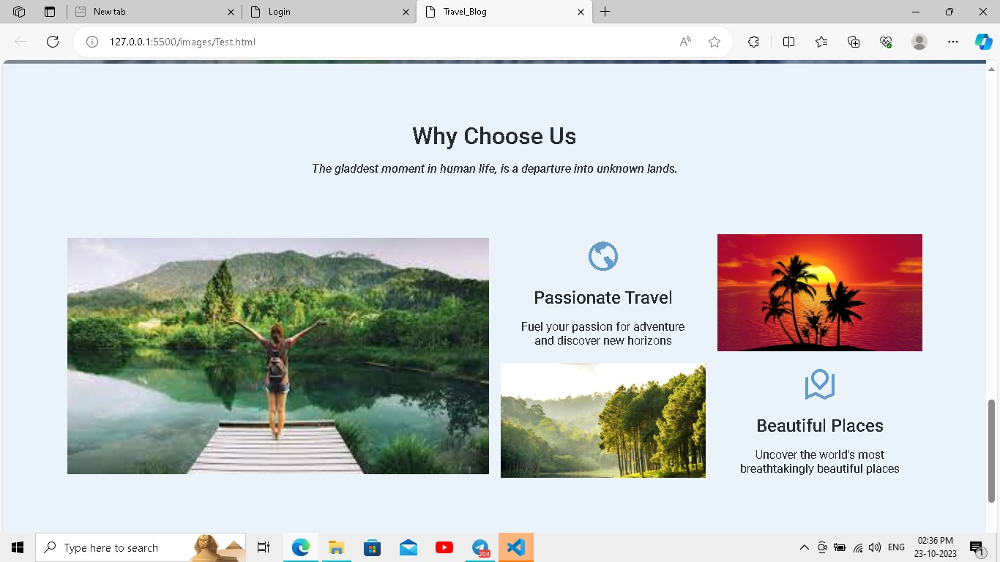 New tab
Login
Travel_Blog
127.0.0.1:5500/images/Test.html
Why Choose Us
The gladdest moment in human life, is a departure into unknown lands.
Passionate Travel
Fuel your passion for adventure
and discover new horizons
Beautiful Places
Uncover the world's most
breathtakingly beautiful places
Type here to search
204
ENG
02:36 PM
23-10-2023
1